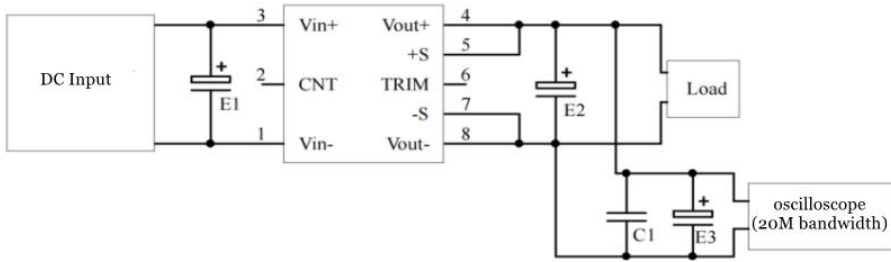 DC Input
+
E1
3
2
1
Vin+
CNT
Vin-
Vout+
+S
TRIM
-S
Vout-
4
5
6
7
8
+
E2
Load
C1
+
E3
oscilloscope
(20M bandwidth)